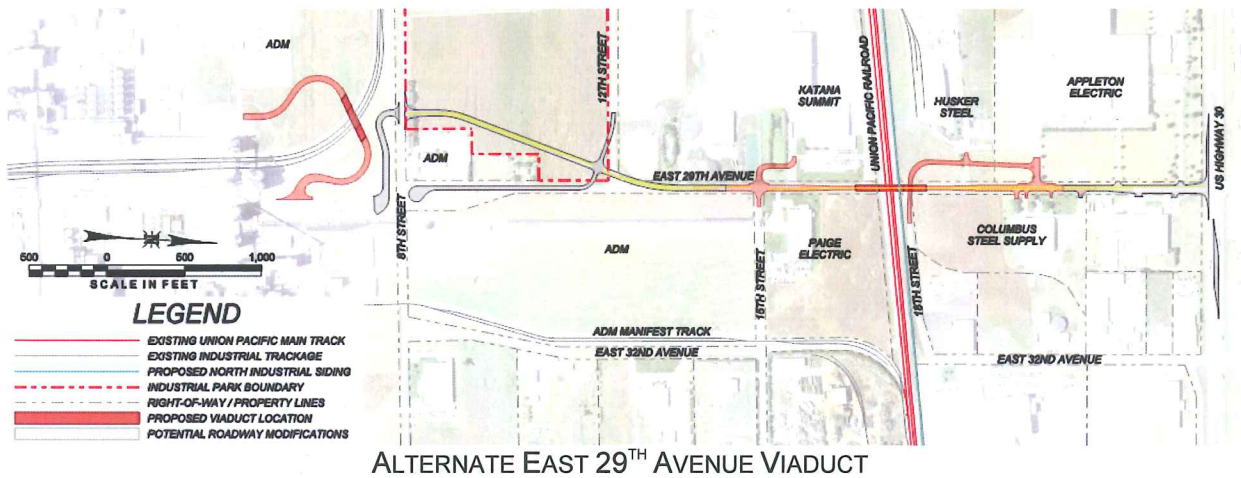 ADM
12TH STREET
KATANA
SUMMIT
UNION PACIFIC RAILROAD
HUSKER
STEEL
APPLETON
ELECTRIC
US HIGHWAY 30
ADM
EAST 29TH AVENUE
8TH STREET
ADM
15TH STREET
PAIGE
ELECTRIC
18TH STREET
COLUMBUS
STEEL SUPPLY
500 0 500 1,000
SCALE IN FEET
ADM MANIFEST TRACK
EAST 32ND AVENUE
EAST 32ND AVENUE
LEGEND
EXISTING UNION PACIFIC MAIN TRACK
EXISTING INDUSTRIAL TRACKAGE
PROPOSED NORTH INDUSTRIAL SIDING
INDUSTRIAL PARK BOUNDARY
RIGHT-OF-WAY / PROPERTY LINES
PROPOSED VIADUCT LOCATION
POTENTIAL ROADWAY MODIFICATIONS
ALTERNATE EAST 29TH AVENUE VIADUCT